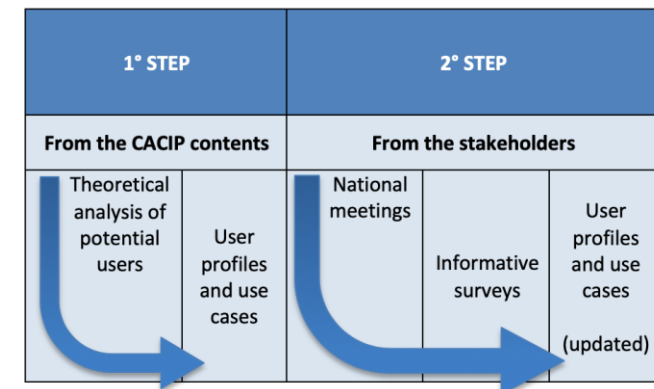 1° STEP
2° STEP
From the CACIP contents
From the stakeholders
Theoretical
analysis of
potential
users
User
profiles
and use
cases
National
meetings
Informative
surveys
User
profiles
and use
cases
(updated)